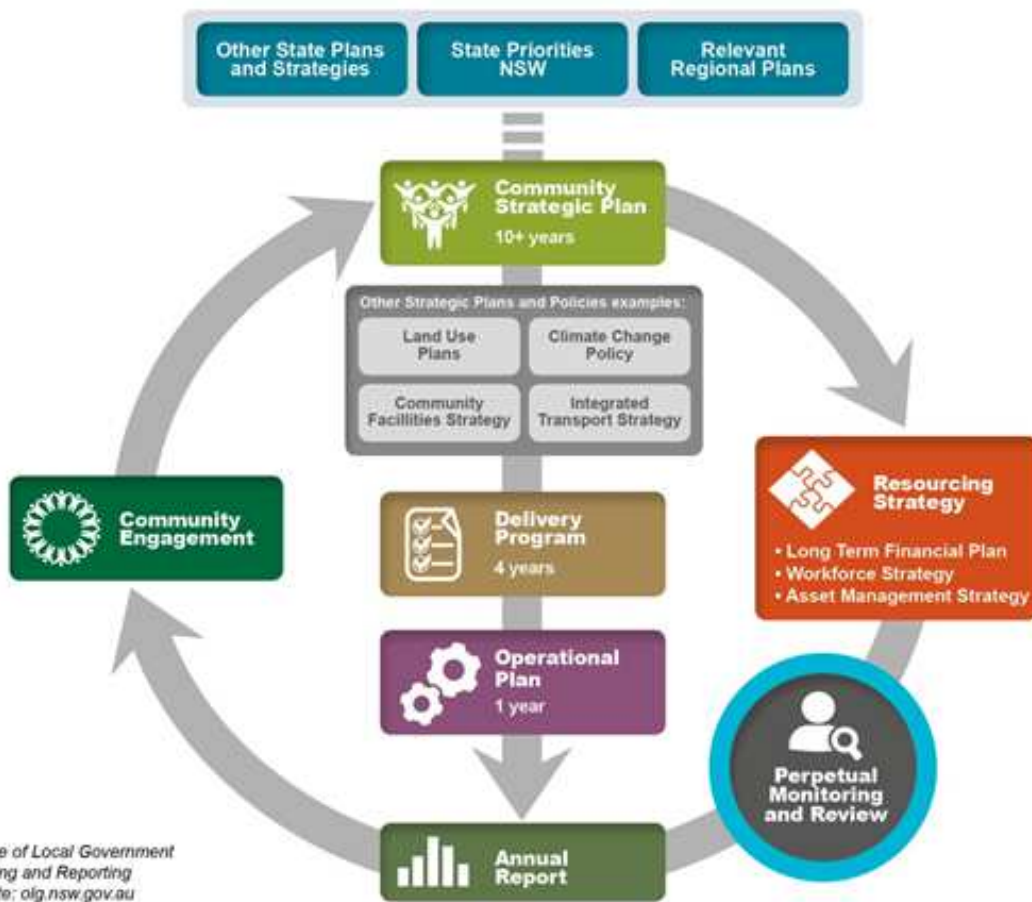 Other State Plans
and Strategies
State Priorities
NSW
Relevant
Regional Plans
Community
Strategic Plan
10+ years
Other Strategic Plans and Policies examples:
Land Use
Plans
Climate Change
Policy
Community
Facillities Strategy
Integrated
Transport Strategy
Community
Engagement
Delivery
Program
4 years
Resourcing
Strategy
• Long Term Financial Plan
• Workforce Strategy
• Asset Management Strategy
Operational
Plan
1 year
Perpetual
Monitoring
and Review
Annual
Report
of Local Government
and Reporting
olg.nsw.gov.au